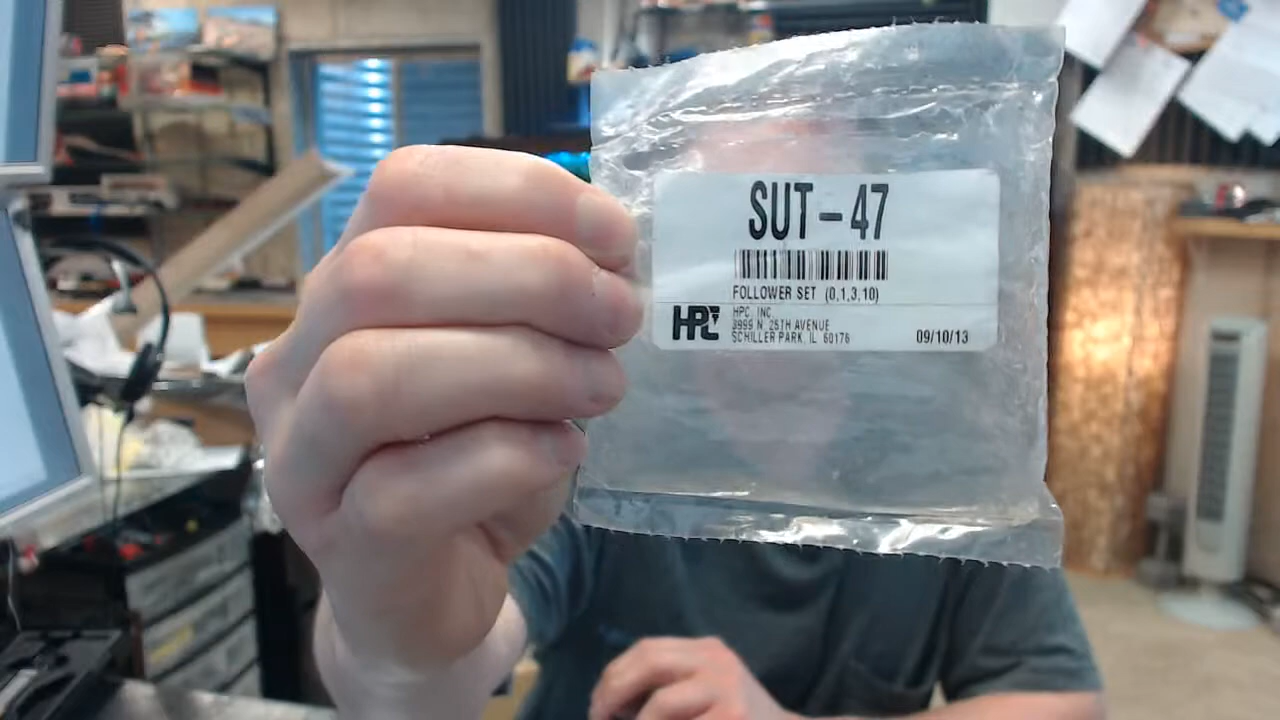 SUT-47
FOLLOWER SET (0,1,3,10)
HPC
HPC, INC.
3999 N. 25TH AVENUE
SCHILLER PARK, IL 60176
09/10/13